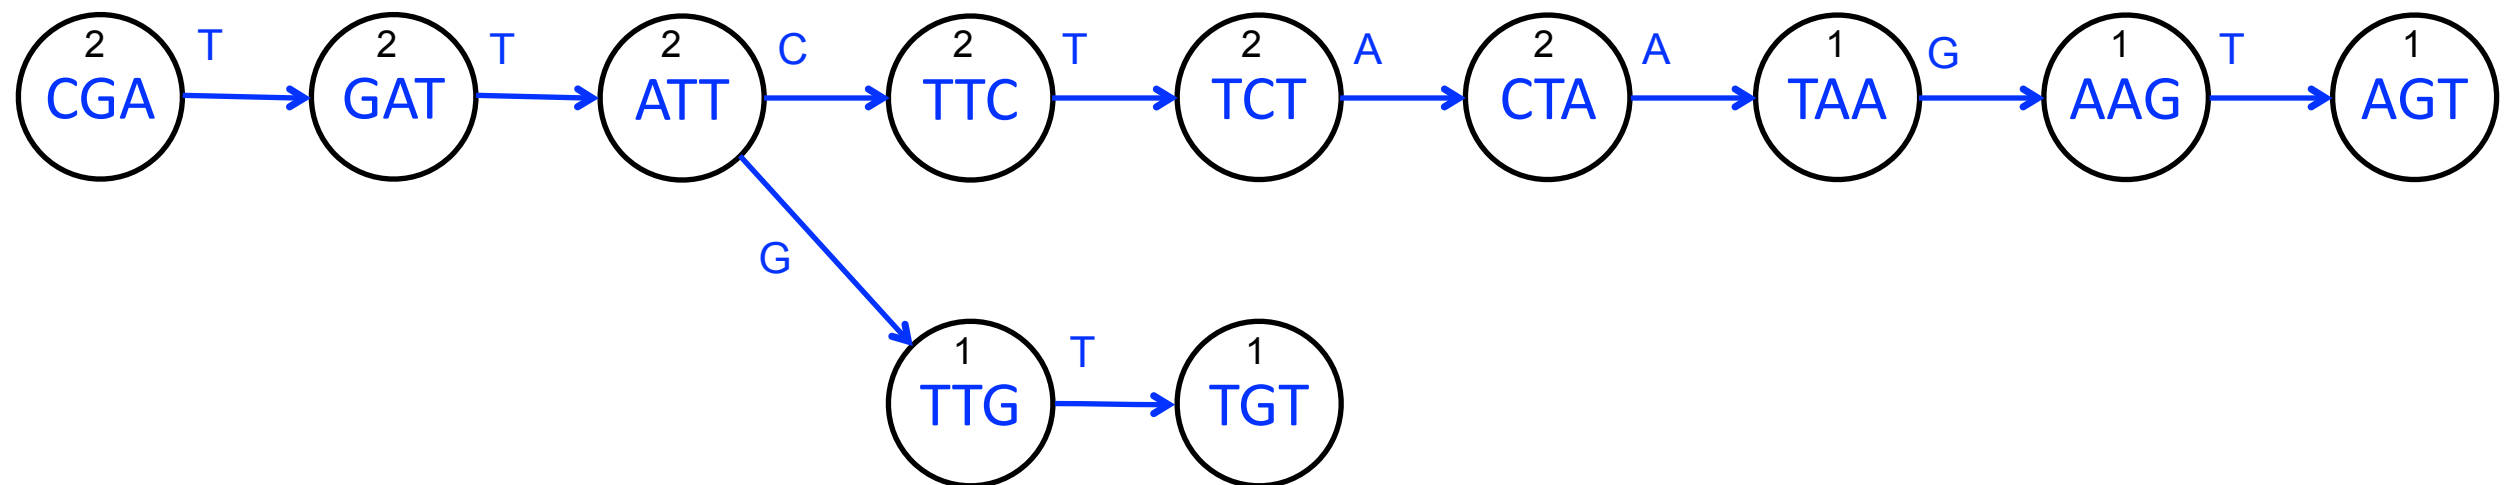 2 2 2 2 2 2 1 1 1
T T C T A A G T
CGA GAT ATT TTC TCT CTA TAA AAG AGT
G
1 1
T
TTG TGT